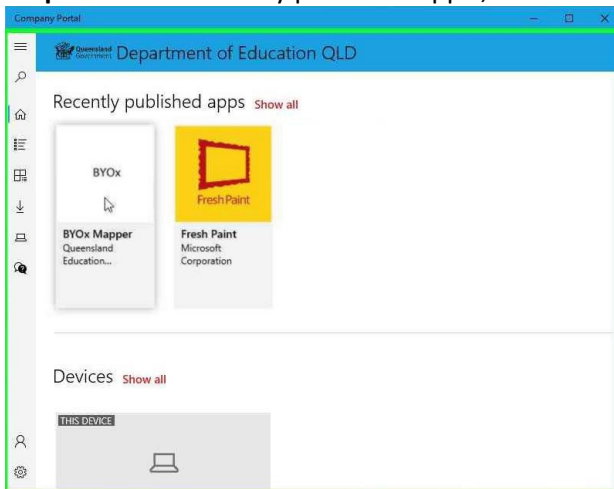 Company Portal
Queensland
Government
Department of Education QLD
Recently published apps Show all
BYOx
BYOx Mapper
Queensland
Education...
Fresh Paint
Fresh Paint
Microsoft
Corporation
Devices Show all
THIS DEVICE